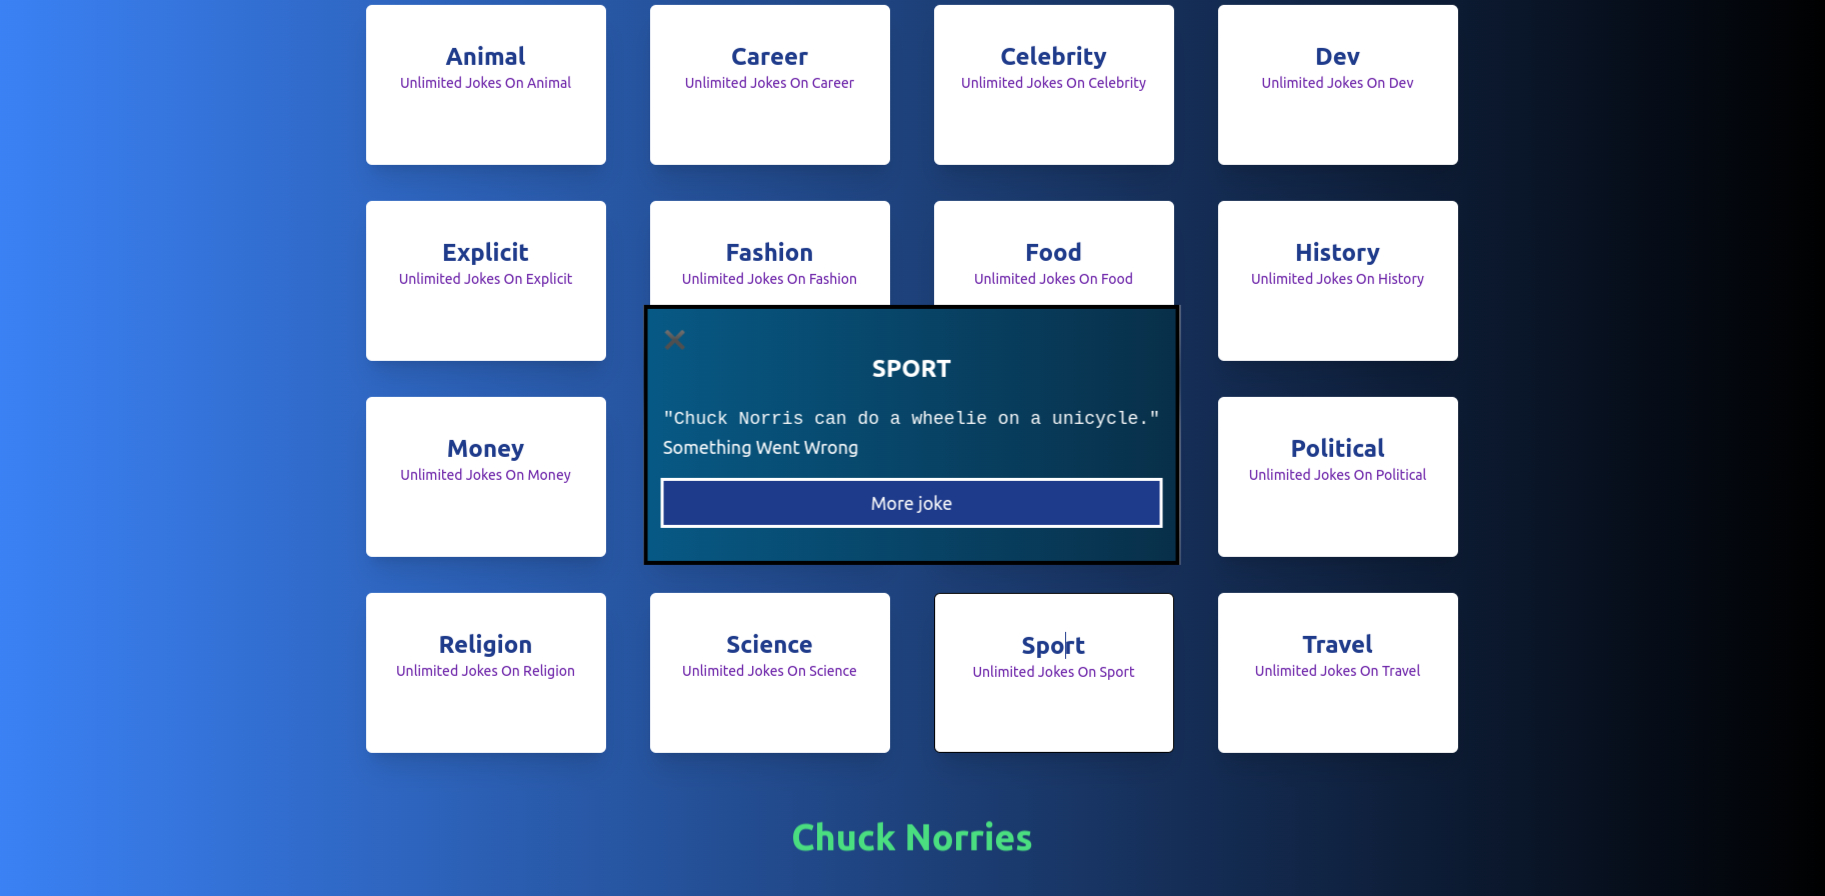 Animal
Unlimited Jokes On Animal
Career
Unlimited Jokes On Career
Celebrity
Unlimited Jokes On Celebrity
Dev
Unlimited Jokes On Dev
Explicit
Unlimited Jokes On Explicit
Fashion
Unlimited Jokes On Fashion
Food
Unlimited Jokes On Food
History
Unlimited Jokes On History
SPORT
"Chuck Norris can do a wheelie on a unicycle."
Something Went Wrong
More joke
Money
Unlimited Jokes On Money
Political
Unlimited Jokes On Political
Religion
Unlimited Jokes On Religion
Science
Unlimited Jokes On Science
Sport
Unlimited Jokes On Sport
Travel
Unlimited Jokes On Travel
Chuck Norries